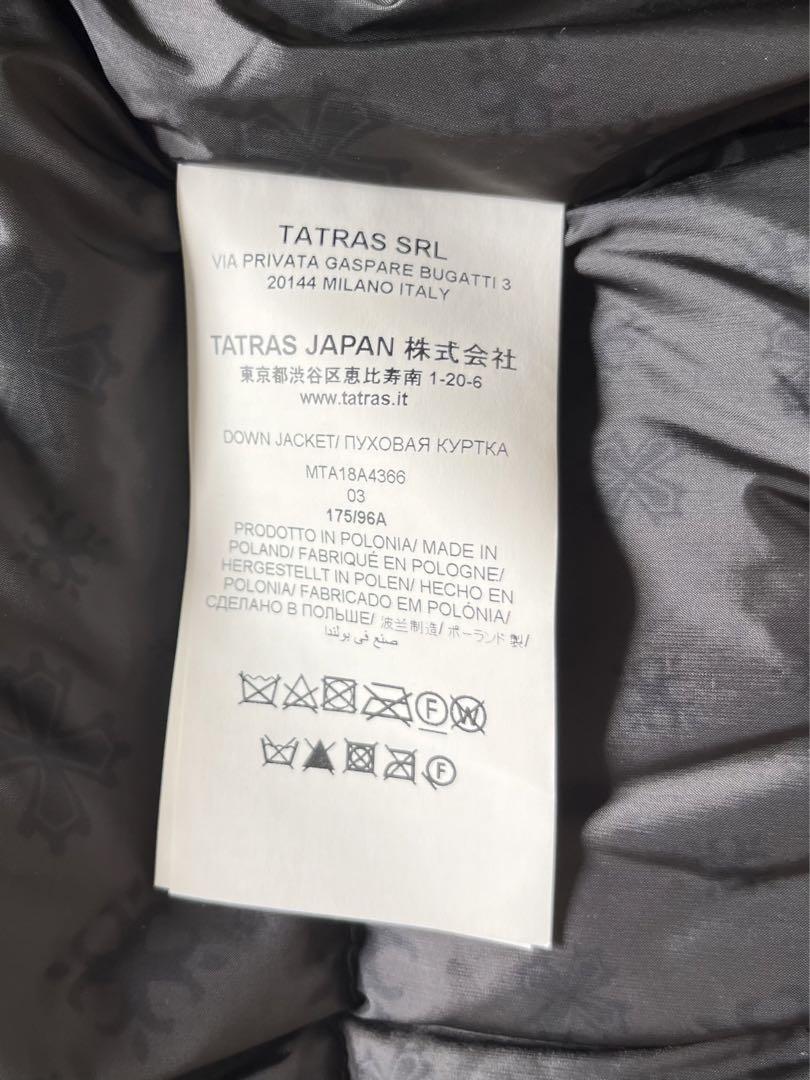 TATRAS SRL
VIA PRIVATA GASPARE BUGATTI 3
20144 MILANO ITALY
TATRAS JAPAN 株式会社
東京都渋谷区恵比寿南 1-20-6
www.tatras.it
DOWN JACKET/ ПУХОВАЯ КУРТКА
MTA18A4366
03
175/96A
PRODOTTO IN POLONIA/ MADE IN
POLAND/ FABRIQUÉ EN POLOGNE/
HERGESTELLT IN POLEN/ HECHO EN
POLONIA/ FABRICADO EM POLÓNIA/
СДЕЛАНО В ПОЛЬШЕ/ 波兰制造/ ポーランド製/
صنع في بولندا
F W
F